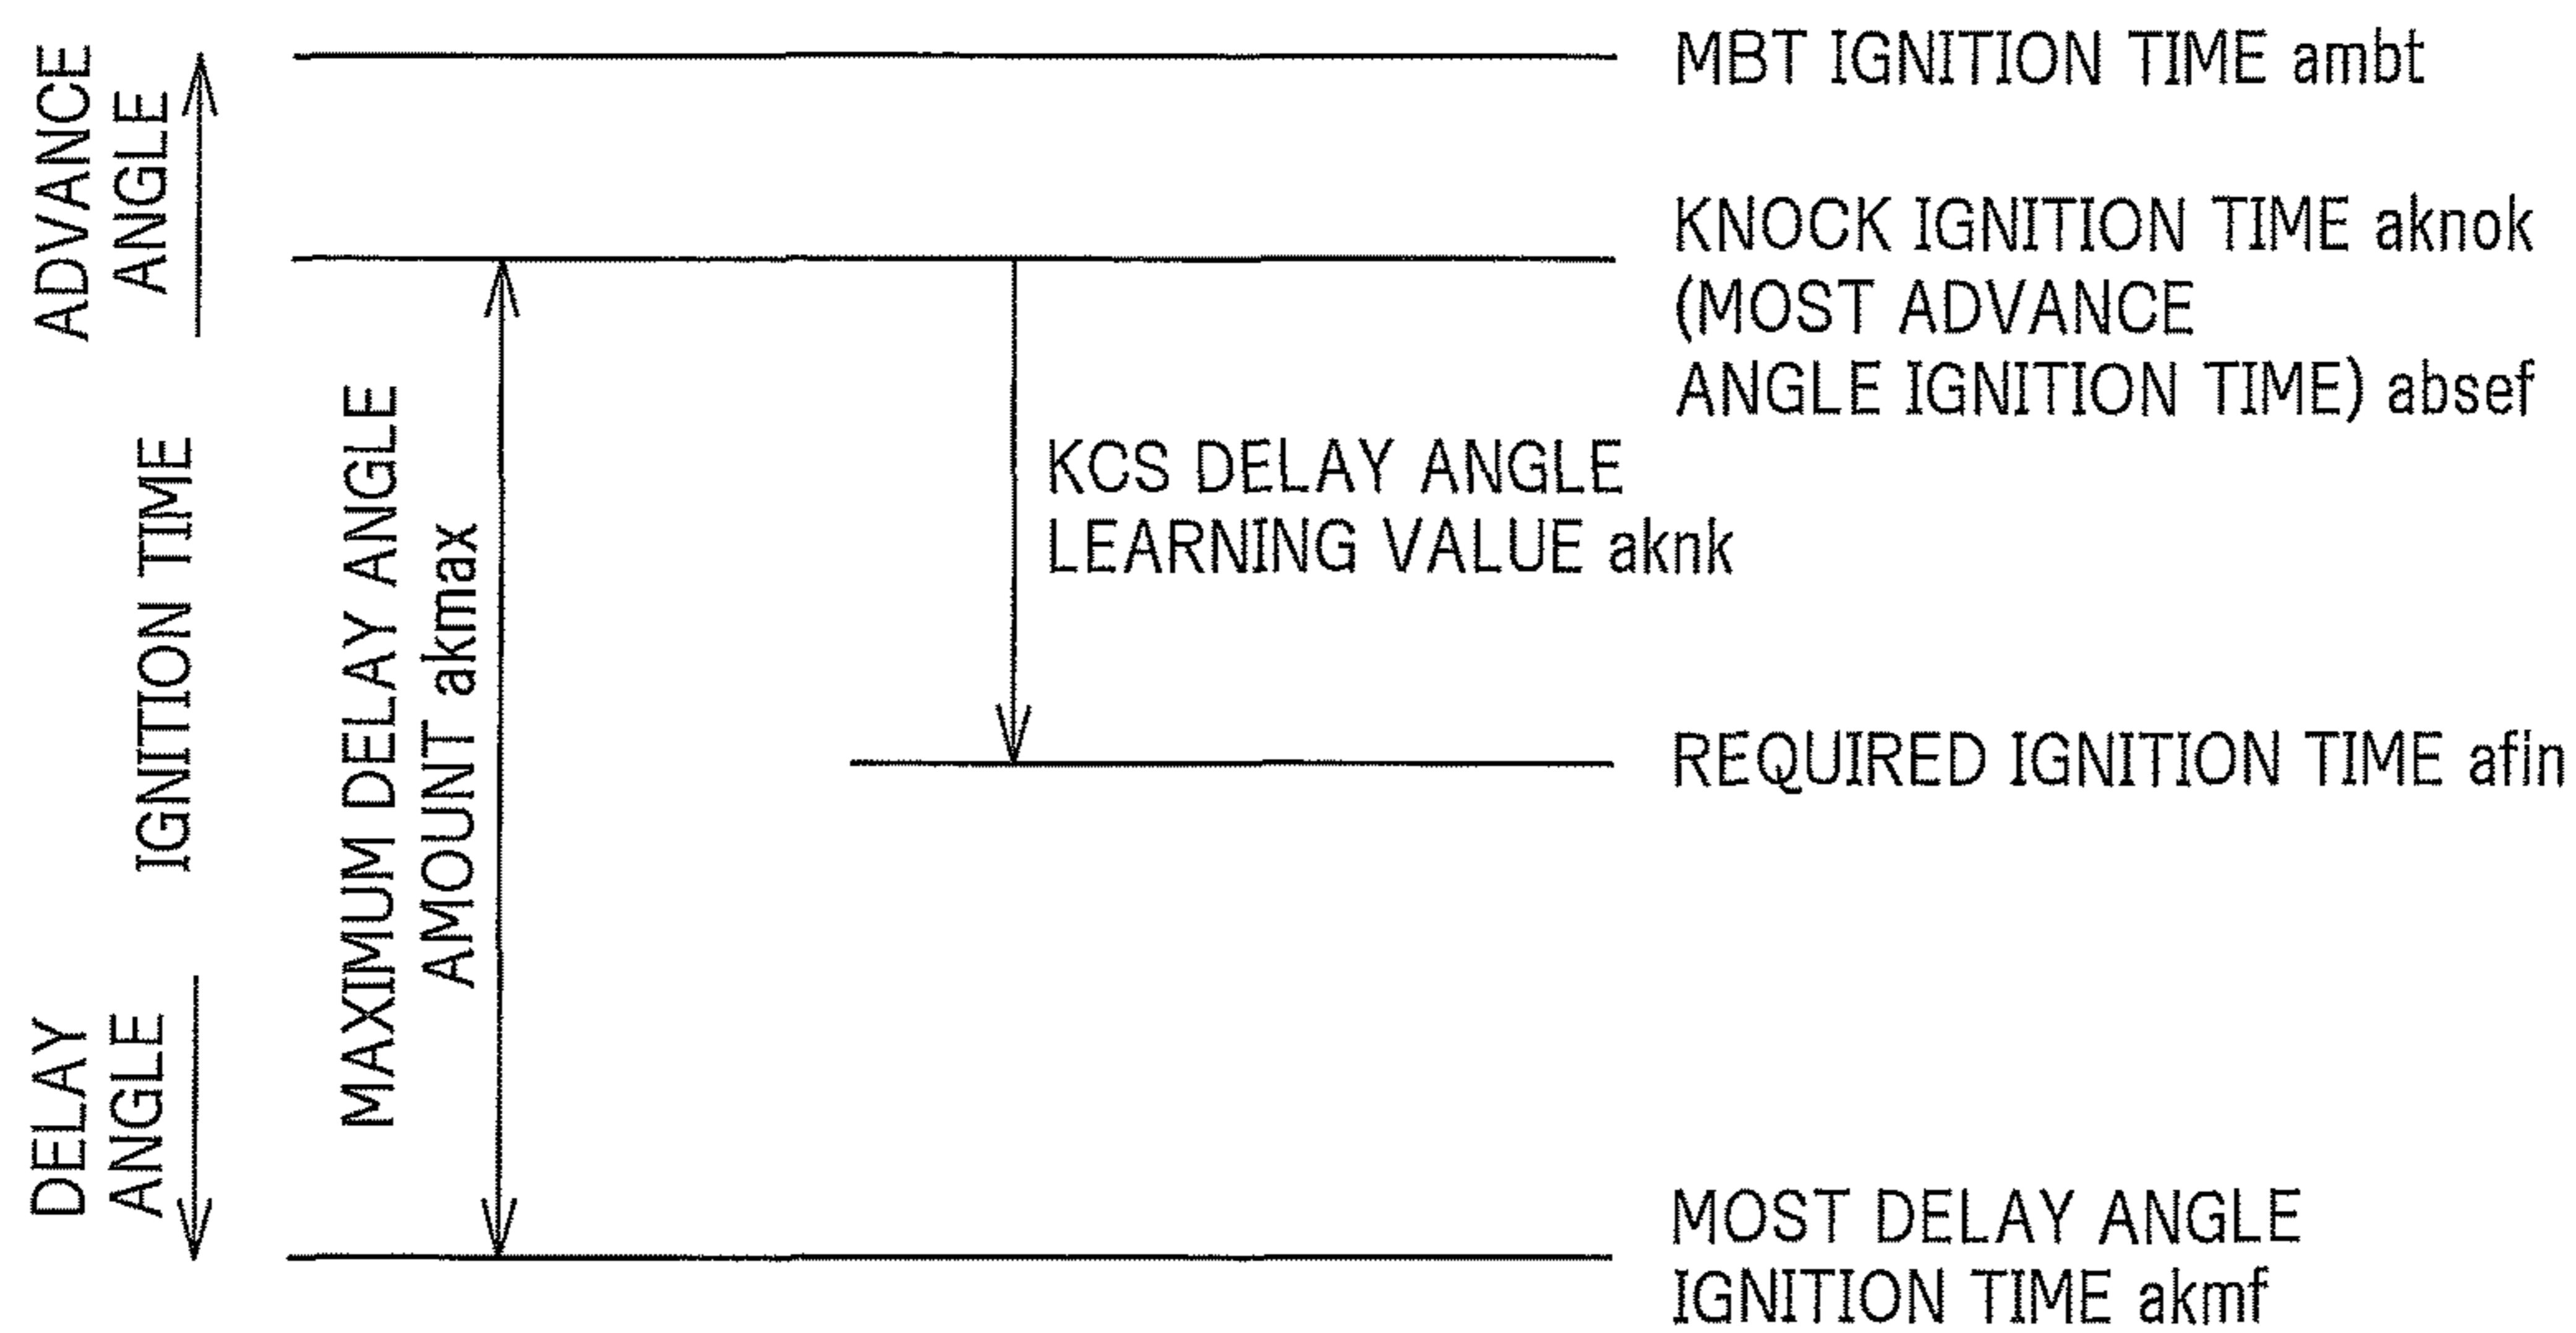 ADVANCE
ANGLE
IGNITION TIME
DELAY
ANGLE
MAXIMUM DELAY ANGLE
AMOUNT akmax
KCS DELAY ANGLE
LEARNING VALUE aknk
MBT IGNITION TIME ambt
KNOCK IGNITION TIME aknok
(MOST ADVANCE
ANGLE IGNITION TIME) absef
REQUIRED IGNITION TIME afin
MOST DELAY ANGLE
IGNITION TIME akmf